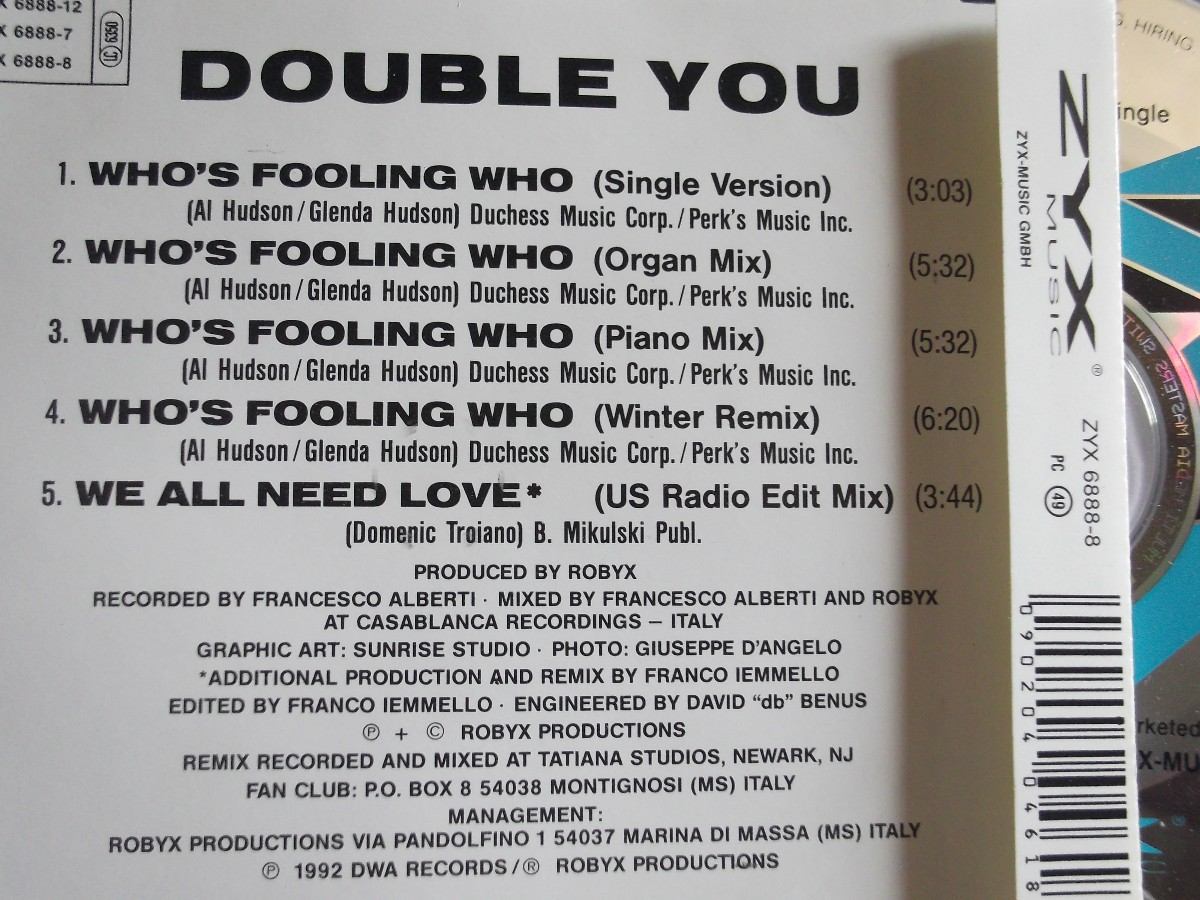 X 6888-12
X 6888-7
X 6888-8
LC 6350
DOUBLE YOU
1. WHO'S FOOLING WHO (Single Version) (3:03)
(Al Hudson/Glenda Hudson) Duchess Music Corp./Perk's Music Inc.
2. WHO'S FOOLING WHO (Organ Mix) (5:32)
(Al Hudson/Glenda Hudson) Duchess Music Corp./Perk's Music Inc.
3. WHO'S FOOLING WHO (Piano Mix) (5:32)
(Al Hudson/Glenda Hudson) Duchess Music Corp./Perk's Music Inc.
4. WHO'S FOOLING WHO (Winter Remix) (6:20)
(Al Hudson/Glenda Hudson) Duchess Music Corp./Perk's Music Inc.
5. WE ALL NEED LOVE* (US Radio Edit Mix) (3:44)
(Domenic Troiano) B. Mikulski Publ.
PRODUCED BY ROBYX
RECORDED BY FRANCESCO ALBERTI · MIXED BY FRANCESCO ALBERTI AND ROBYX
AT CASABLANCA RECORDINGS – ITALY
GRAPHIC ART: SUNRISE STUDIO · PHOTO: GIUSEPPE D'ANGELO
*ADDITIONAL PRODUCTION AND REMIX BY FRANCO IEMMELLO
EDITED BY FRANCO IEMMELLO · ENGINEERED BY DAVID "db" BENUS
℗ + © ROBYX PRODUCTIONS
REMIX RECORDED AND MIXED AT TATIANA STUDIOS, NEWARK, NJ
FAN CLUB: P.O. BOX 8 54038 MONTIGNOSI (MS) ITALY
MANAGEMENT:
ROBYX PRODUCTIONS VIA PANDOLFINO 1 54037 MARINA DI MASSA (MS) ITALY
℗ 1992 DWA RECORDS/® ROBYX PRODUCTIONS
ZYX ®
MUSIC
ZYX-MUSIC GMBH
ZYX 6888-8
PC 49
090204 04618
HIRING
ingle
MASTERS
rketed
X-MU